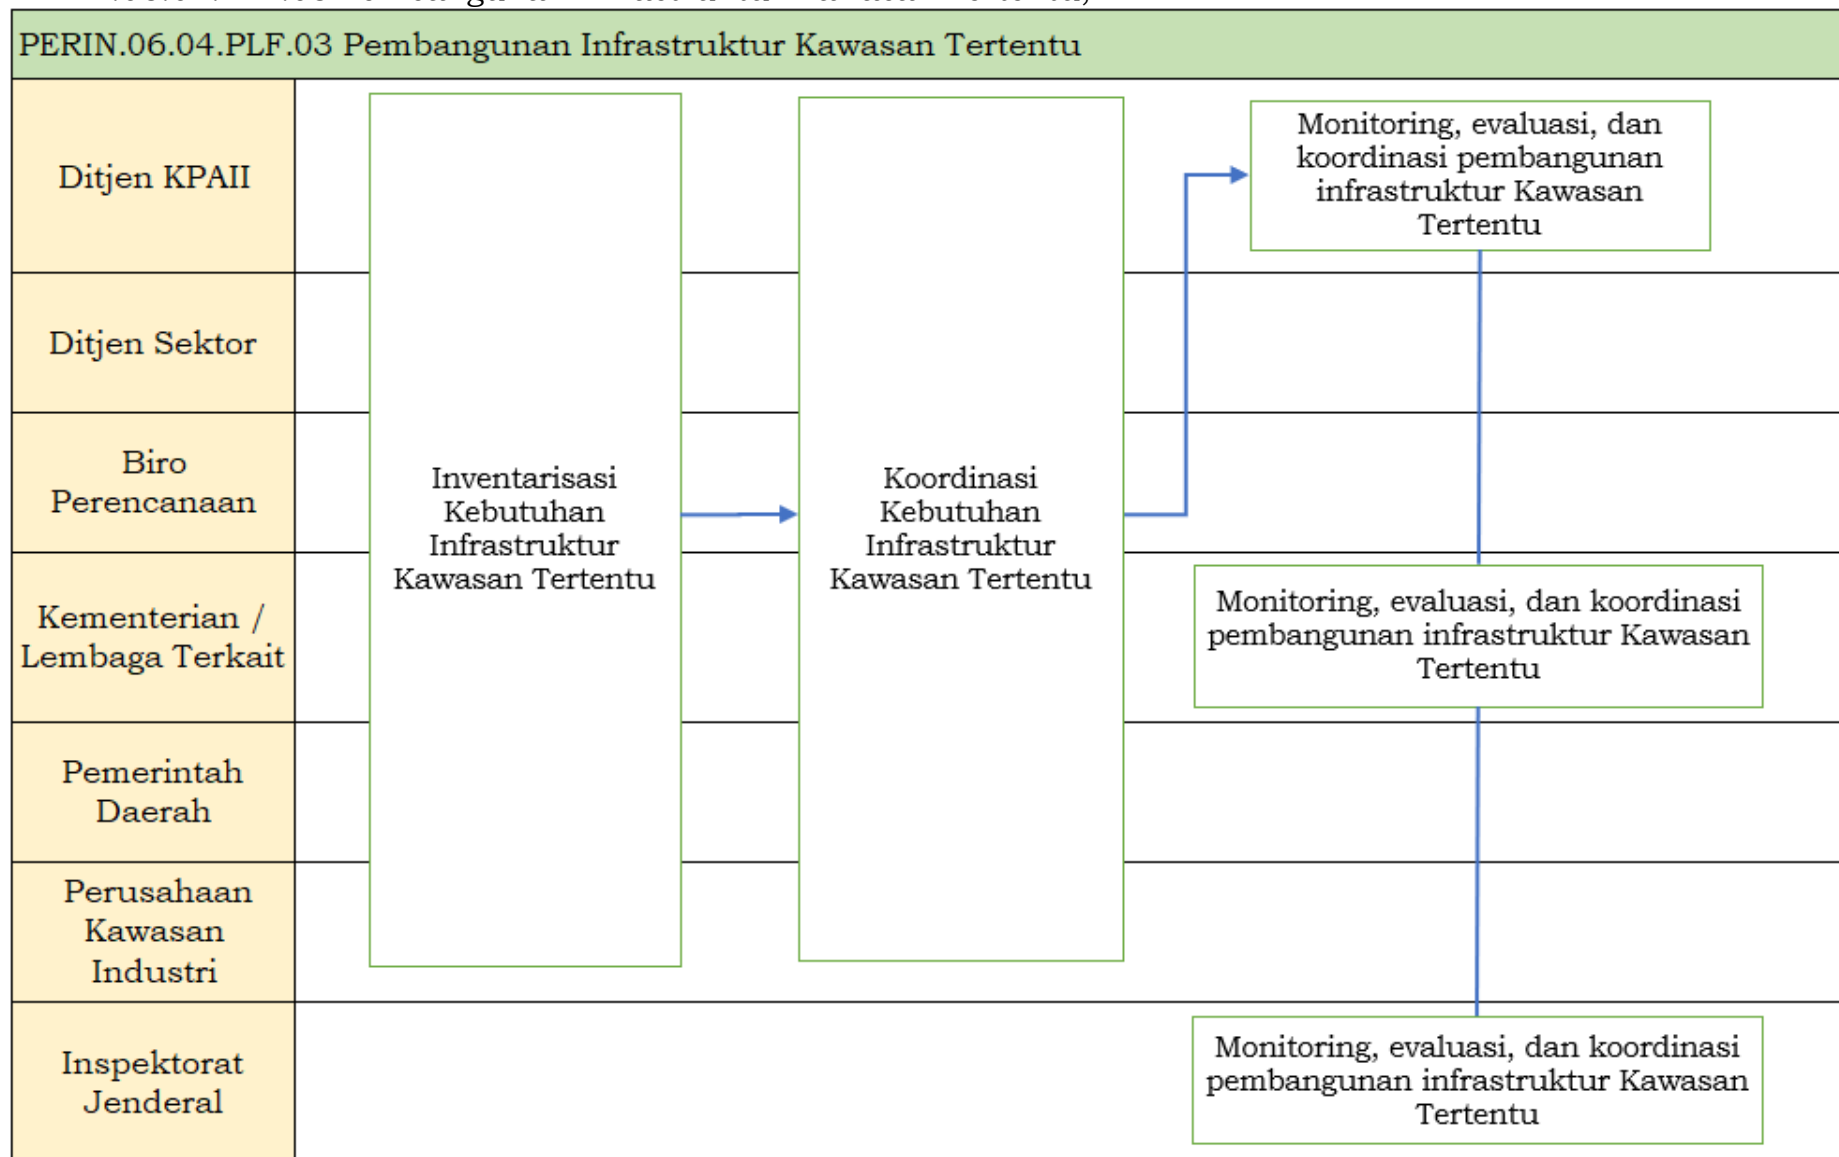 PERIN.06.04.PLF.03 Pembangunan Infrastruktur Kawasan Tertentu
Ditjen KPAII
Monitoring, evaluasi, dan
koordinasi pembangunan
infrastruktur Kawasan
Tertentu
Ditjen Sektor
Biro
Perencanaan
Inventarisasi
Kebutuhan
Infrastruktur
Kawasan Tertentu
Koordinasi
Kebutuhan
Infrastruktur
Kawasan Tertentu
Kementerian /
Lembaga Terkait
Monitoring, evaluasi, dan koordinasi
pembangunan infrastruktur Kawasan
Tertentu
Pemerintah
Daerah
Perusahaan
Kawasan
Industri
Inspektorat
Jenderal
Monitoring, evaluasi, dan koordinasi
pembangunan infrastruktur Kawasan
Tertentu